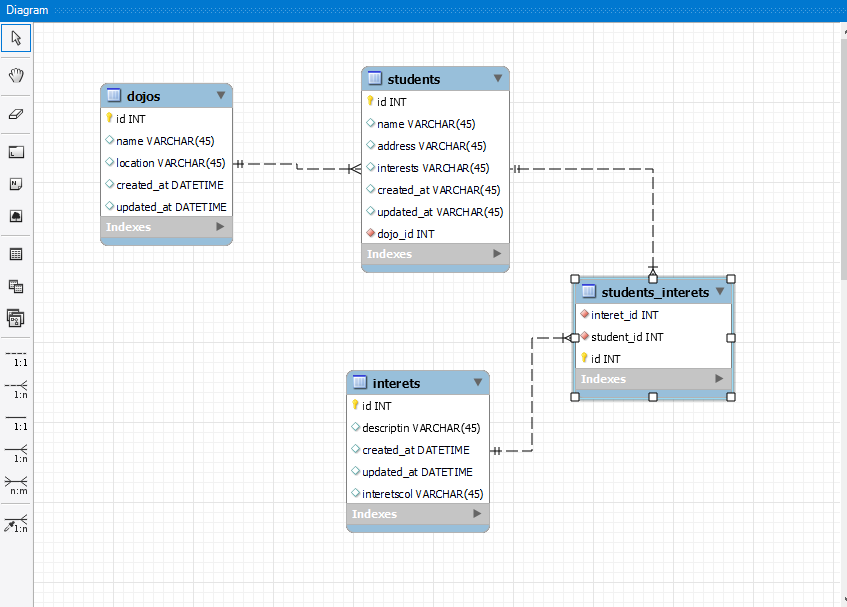 Diagram
dojos
id INT
name VARCHAR(45)
location VARCHAR(45)
created_at DATETIME
updated_at DATETIME
Indexes
students
id INT
name VARCHAR(45)
address VARCHAR(45)
interests VARCHAR(45)
created_at VARCHAR(45)
updated_at VARCHAR(45)
dojo_id INT
Indexes
students_interets
interet_id INT
student_id INT
id INT
Indexes
interets
id INT
descriptin VARCHAR(45)
created_at DATETIME
updated_at DATETIME
interetscol VARCHAR(45)
Indexes
1:1
1:n
1:1
1:n
n:m
1:n